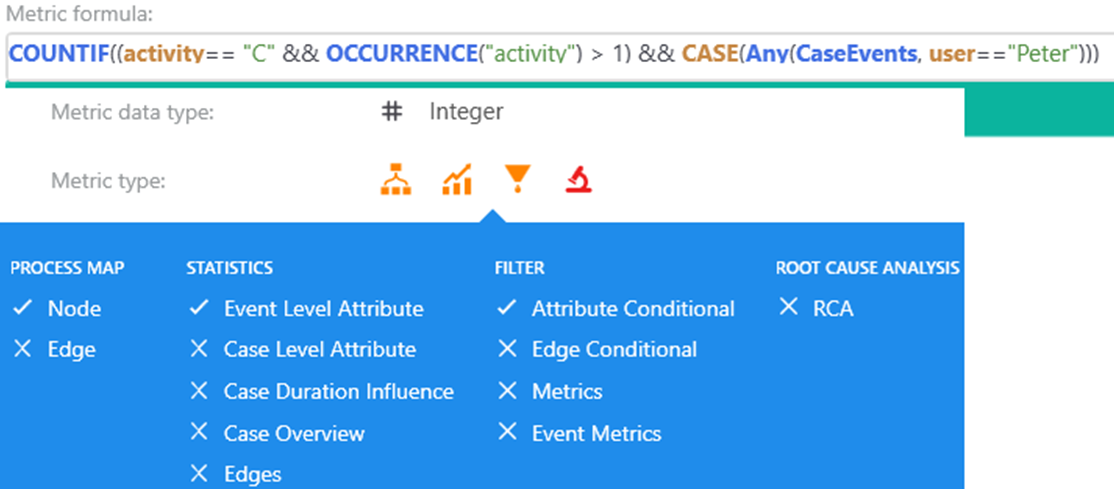 Metric formula:
COUNTIF((activity== "C" && OCCURRENCE("activity") > 1) && CASE(Any(CaseEvents, user=="Peter")))
Metric data type: # Integer
Metric type:
PROCESS MAP STATISTICS FILTER ROOT CAUSE ANALYSIS
✓ Node ✓ Event Level Attribute ✓ Attribute Conditional ✕ RCA
✕ Edge ✕ Case Level Attribute ✕ Edge Conditional
✕ Case Duration Influence ✕ Metrics
✕ Case Overview ✕ Event Metrics
✕ Edges